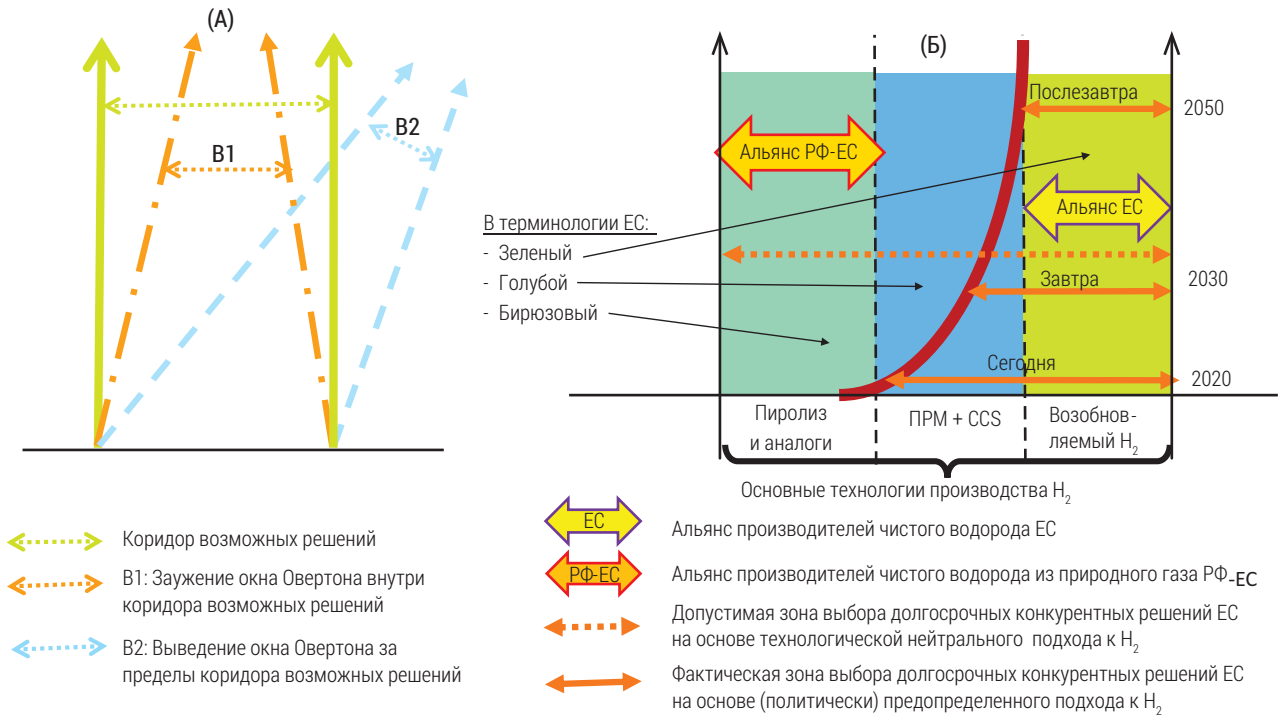 (А)
В1
В2
(Б)
Послезавтра
2050
Альянс РФ-ЕС
Альянс ЕС
В терминологии ЕС:
- Зеленый
- Голубой
- Бирюзовый
Завтра
2030
Сегодня
2020
Пиролиз
и аналоги
ПРМ + CCS
Возобнов-
ляемый H₂
Основные технологии производства H₂
Коридор возможных решений
В1: Заужение окна Овертона внутри
коридора возможных решений
В2: Выведение окна Овертона за
пределы коридора возможных решений
ЕС
Альянс производителей чистого водорода ЕС
РФ-ЕС
Альянс производителей чистого водорода из природного газа РФ-ЕС
Допустимая зона выбора долгосрочных конкурентных решений ЕС
на основе технологической нейтрального подхода к H₂
Фактическая зона выбора долгосрочных конкурентных решений ЕС
на основе (политически) предопределенного подхода к H₂